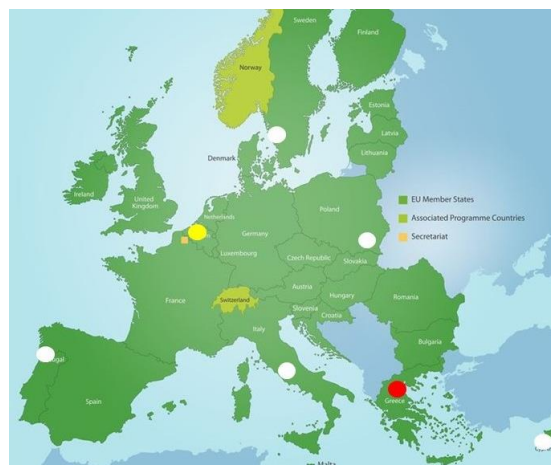 Sweden
Finland
Norway
Estonia
Latvia
Denmark
Lithuania
Ireland
United
Kingdom
Netherlands
Poland
Germany
EU Member States
Associated Programme Countries
Secretariat
Luxembourg
Czech Republic
Slovakia
Austria
Hungary
France
Switzerland
Slovenia
Romania
Croatia
Italy
Bulgaria
Spain
Greece
Malta